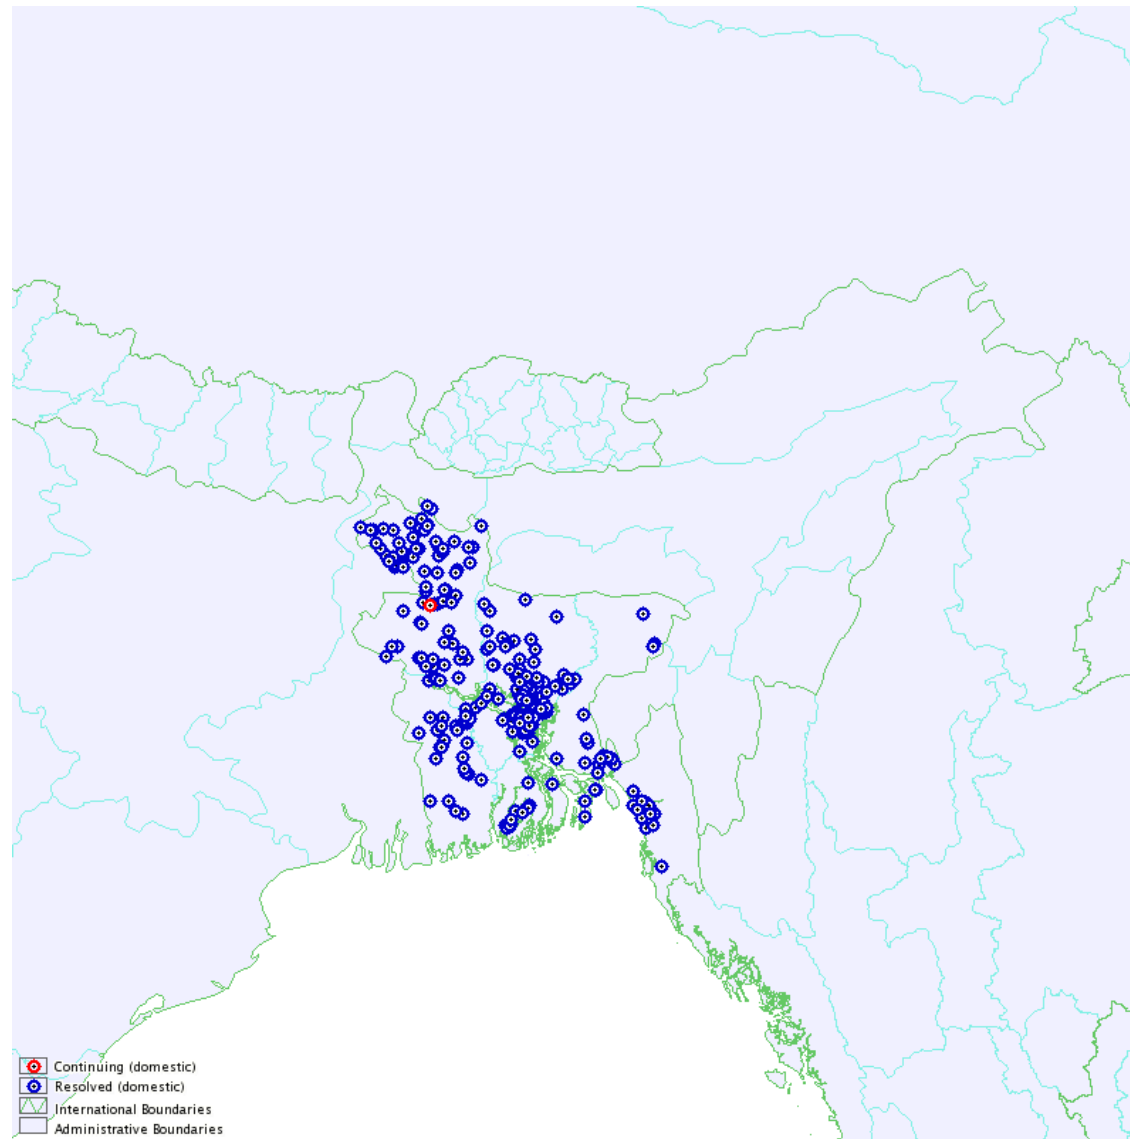 Continuing (domestic)
Resolved (domestic)
International Boundaries
Administrative Boundaries